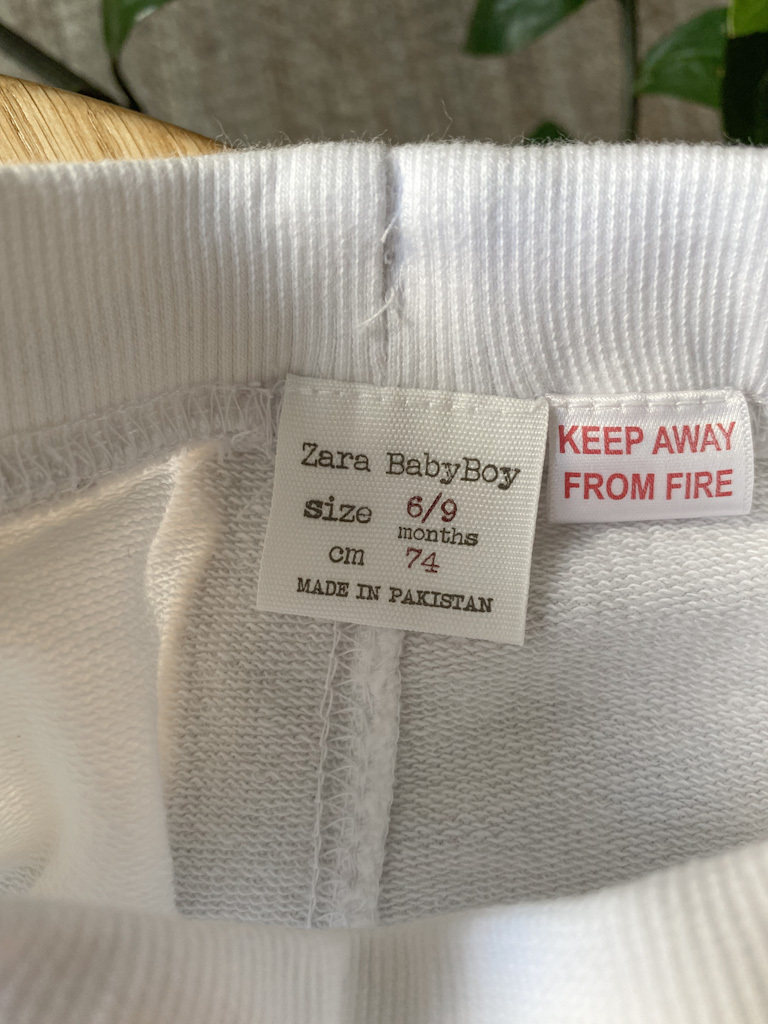 Zara BabyBoy
size 6/9
months
cm 74
MADE IN PAKISTAN
KEEP AWAY
FROM FIRE